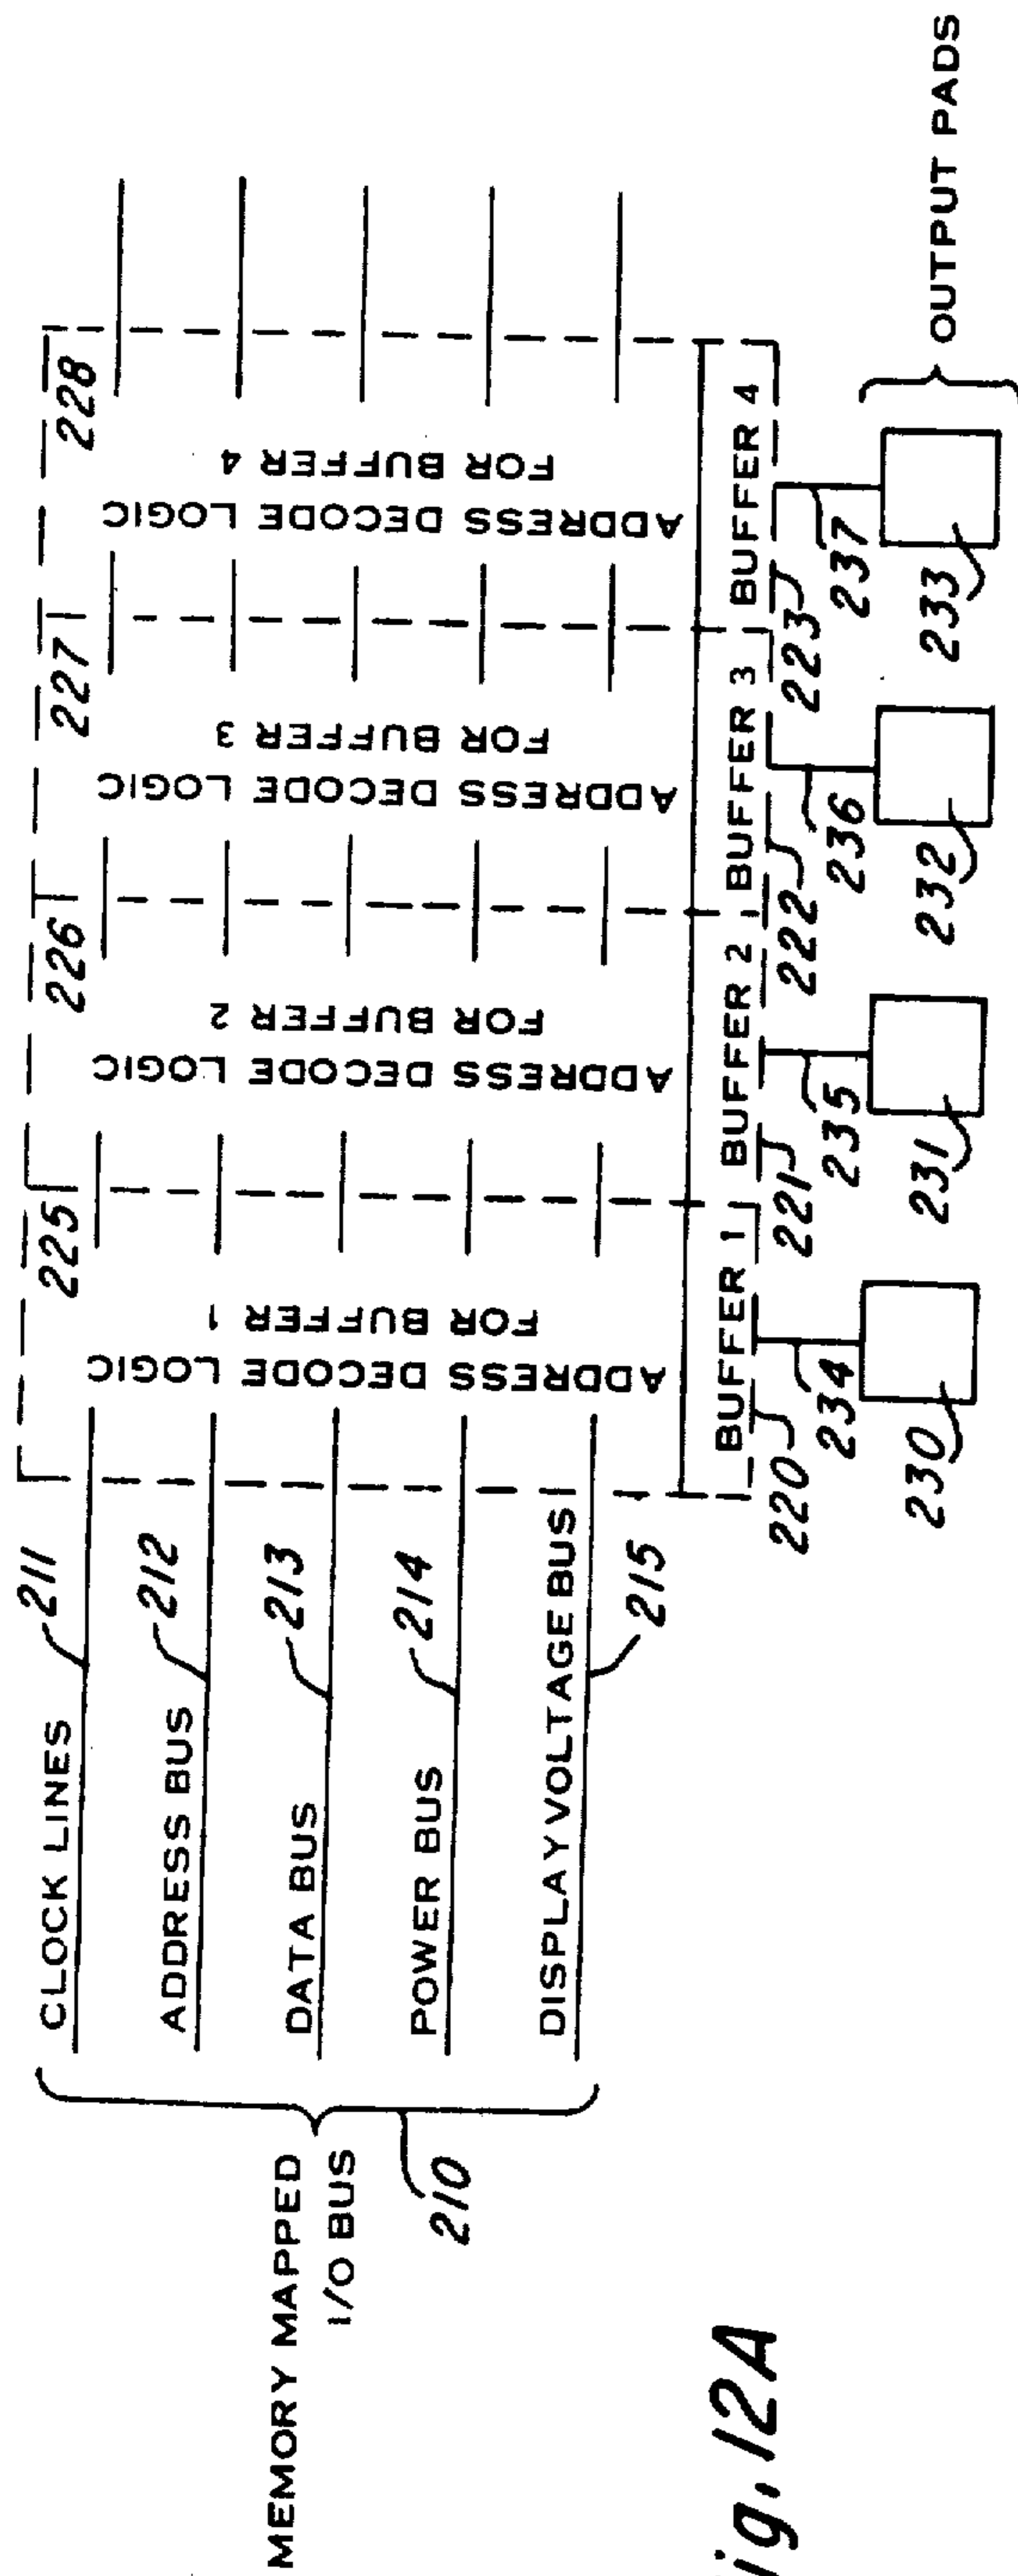 MEMORY MAPPED
I/O BUS
210
CLOCK LINES
211
ADDRESS BUS
212
DATA BUS
213
POWER BUS
214
DISPLAY VOLTAGE BUS
215
225
226
227
228
ADDRESS DECODE LOGIC
FOR BUFFER 1
ADDRESS DECODE LOGIC
FOR BUFFER 2
ADDRESS DECODE LOGIC
FOR BUFFER 3
ADDRESS DECODE LOGIC
FOR BUFFER 4
BUFFER 1
BUFFER 2
BUFFER 3
BUFFER 4
220
221
222
223
234
235
236
237
230
231
232
233
OUTPUT PADS
ig. 12A